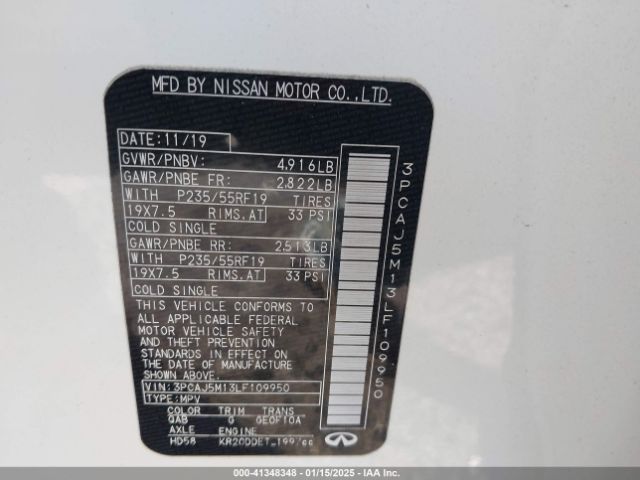 MFD BY NISSAN MOTOR CO.,LTD.
DATE:11/19
GVWR/PNBV: 4,916LB
GAWR/PNBE FR: 2,822LB
WITH P235/55RF19 TIRES
19X7.5 RIMS.AT 33 PSI
COLD SINGLE
GAWR/PNBE RR: 2,513LB
WITH P235/55RF19 TIRES
19X7.5 RIMS.AT 33 PSI
COLD SINGLE
THIS VEHICLE CONFORMS TO
ALL APPLICABLE FEDERAL
MOTOR VEHICLE SAFETY
AND THEFT PREVENTION
STANDARDS IN EFFECT ON
THE DATE OF MANUFACTURE
SHOWN ABOVE.
VIN:3PCAJ5M13LF109950
TYPE:MPV
COLOR TRIM TRANS
QAB G GE0F10A
AXLE ENGINE
HD58 KR20DDET 1997cc
INFINITI
3PCAJ5M13LF109950
000-41348348 - 01/15/2025 - IAA Inc.